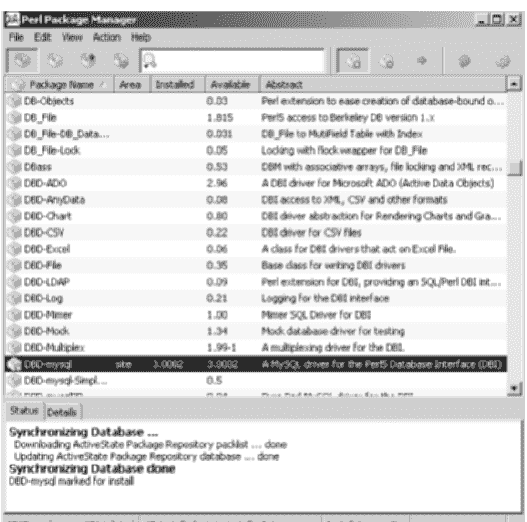 Perl Package Manager
File Edit View Action Help
Package Name Area Installed Available Abstract
DB-Objects 0.03 Perl extension to ease creation of database-bound o...
DB_File 1.815 Perl5 access to Berkeley DB version 1.x
DB_File-DB_Data... 0.031 DB_File to MultiField Table with Index
DB_File-Lock 0.05 Locking with flock wrapper for DB_File
DBass 0.53 DBM with associative arrays, file locking and XML rec...
DBD-ADO 2.96 A DBI driver for Microsoft ADO (Active Data Objects)
DBD-AnyData 0.08 DBI access to XML, CSV and other formats
DBD-Chart 0.80 DBI driver abstraction for Rendering Charts and Gra...
DBD-CSV 0.22 DBI driver for CSV files
DBD-Excel 0.06 A class for DBI drivers that act on Excel File.
DBD-File 0.35 Base class for writing DBI drivers
DBD-LDAP 0.09 Perl extension for DBI, providing an SQL/Perl DBI int...
DBD-Log 0.21 Logging for the DBI interface
DBD-Mimer 1.00 Mimer SQL Driver for DBI
DBD-Mock 1.34 Mock database driver for testing
DBD-Multiplex 1.99-1 A multiplexing driver for the DBI.
DBD-mysql site 3.0002 3.0002 A MySQL driver for the Perl5 Database Interface (DBI)
DBD-mysql-Simpl... 0.5
Status Details
Synchronizing Database ...
Downloading ActiveState Package Repository packlist ... done
Updating ActiveState Package Repository database ... done
Synchronizing Database done
DBD-mysql marked for install